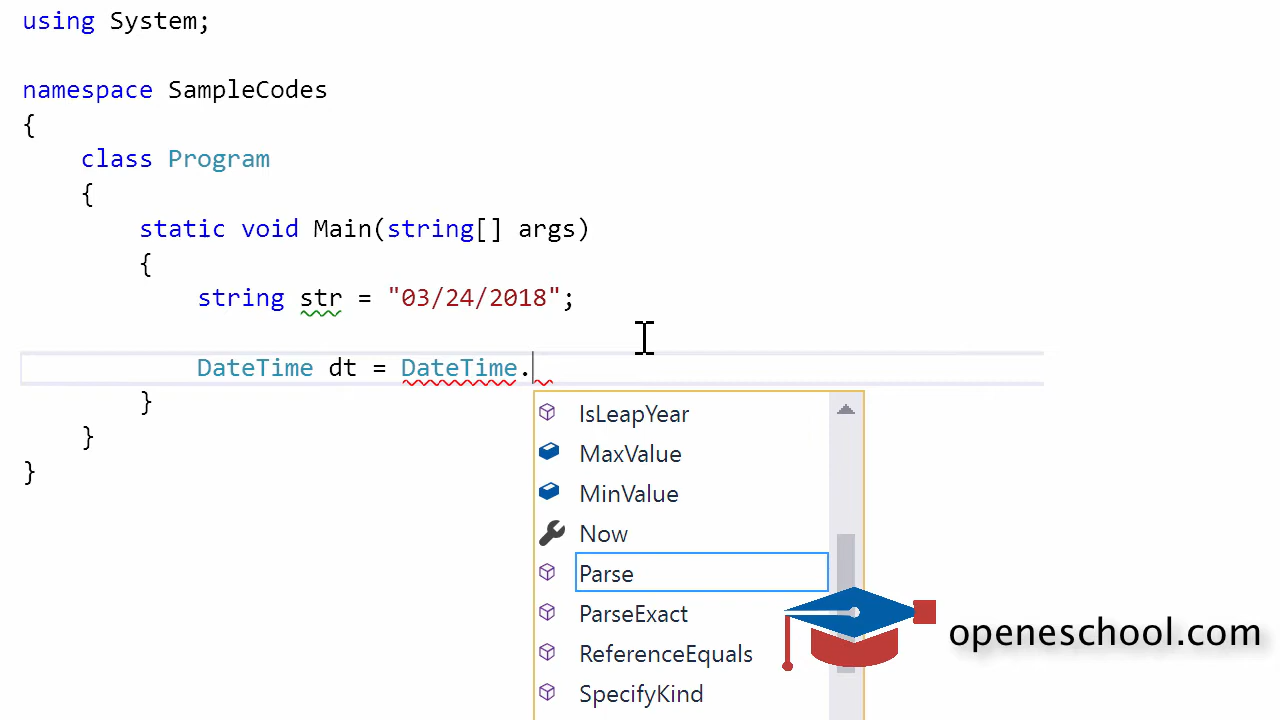 using System;
namespace SampleCodes
{
class Program
{
static void Main(string[] args)
{
string str = "03/24/2018";
DateTime dt = DateTime.
}
}
}
IsLeapYear
MaxValue
MinValue
Now
Parse
ParseExact
ReferenceEquals
SpecifyKind
openeschool.com